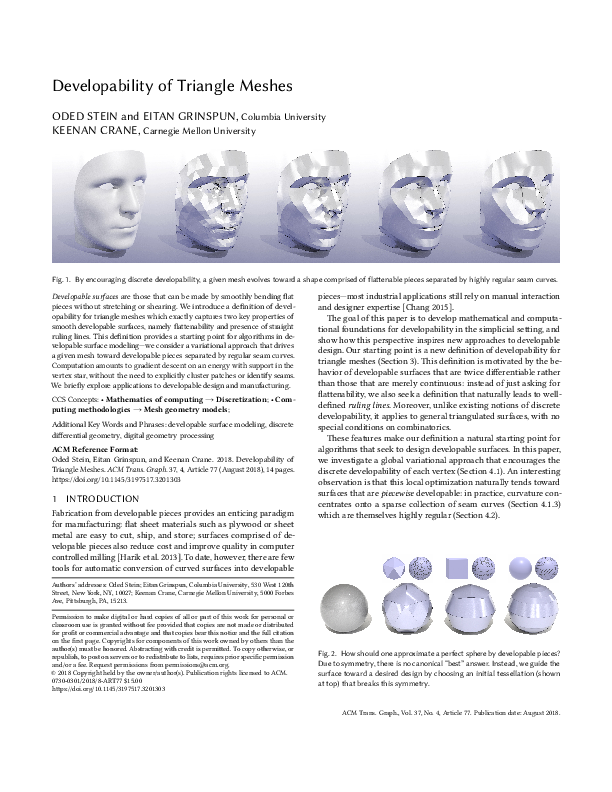 Developability of Triangle Meshes
ODED STEIN and EITAN GRINSPUN, Columbia University
KEENAN CRANE, Carnegie Mellon University
Fig. 1. By encouraging discrete developability, a given mesh evolves toward a shape comprised of flattenable pieces separated by highly regular seam curves.
Developable surfaces are those that can be made by smoothly bending flat
pieces without stretching or shearing. We introduce a definition of devel-
opability for triangle meshes which exactly captures two key properties of
smooth developable surfaces, namely flattenability and presence of straight
ruling lines. This definition provides a starting point for algorithms in de-
velopable surface modeling—we consider a variational approach that drives
a given mesh toward developable pieces separated by regular seam curves.
Computation amounts to gradient descent on an energy with support in the
vertex star, without the need to explicitly cluster patches or identify seams.
We briefly explore applications to developable design and manufacturing.
CCS Concepts: • Mathematics of computing → Discretization; • Com-
puting methodologies → Mesh geometry models;
Additional Key Words and Phrases: developable surface modeling, discrete
differential geometry, digital geometry processing
ACM Reference Format:
Oded Stein, Eitan Grinspun, and Keenan Crane. 2018. Developability of
Triangle Meshes. ACM Trans. Graph. 37, 4, Article 77 (August 2018), 14 pages.
https://doi.org/10.1145/3197517.3201303
1 INTRODUCTION
Fabrication from developable pieces provides an enticing paradigm
for manufacturing: flat sheet materials such as plywood or sheet
metal are easy to cut, ship, and store; surfaces comprised of de-
velopable pieces also reduce cost and improve quality in computer
controlled milling [Harik et al. 2013]. To date, however, there are few
tools for automatic conversion of curved surfaces into developable
Authors' addresses: Oded Stein; Eitan Grinspun, Columbia University, 530 West 120th
Street, New York, NY, 10027; Keenan Crane, Carnegie Mellon University, 5000 Forbes
Ave, Pittsburgh, PA, 15213.
Permission to make digital or hard copies of all or part of this work for personal or
classroom use is granted without fee provided that copies are not made or distributed
for profit or commercial advantage and that copies bear this notice and the full citation
on the first page. Copyrights for components of this work owned by others than the
author(s) must be honored. Abstracting with credit is permitted. To copy otherwise, or
republish, to post on servers or to redistribute to lists, requires prior specific permission
and/or a fee. Request permissions from permissions@acm.org.
© 2018 Copyright held by the owner/author(s). Publication rights licensed to ACM.
0730-0301/2018/8-ART77 $15.00
https://doi.org/10.1145/3197517.3201303
pieces—most industrial applications still rely on manual interaction
and designer expertise [Chang 2015].
The goal of this paper is to develop mathematical and computa-
tional foundations for developability in the simplicial setting, and
show how this perspective inspires new approaches to developable
design. Our starting point is a new definition of developability for
triangle meshes (Section 3). This definition is motivated by the be-
havior of developable surfaces that are twice differentiable rather
than those that are merely continuous: instead of just asking for
flattenability, we also seek a definition that naturally leads to well-
defined ruling lines. Moreover, unlike existing notions of discrete
developability, it applies to general triangulated surfaces, with no
special conditions on combinatorics.
These features make our definition a natural starting point for
algorithms that seek to design developable surfaces. In this paper,
we investigate a global variational approach that encourages the
discrete developability of each vertex (Section 4.1). An interesting
observation is that this local optimization naturally tends toward
surfaces that are piecewise developable: in practice, curvature con-
centrates onto a sparse collection of seam curves (Section 4.1.3)
which are themselves highly regular (Section 4.2).
Fig. 2. How should one approximate a perfect sphere by developable pieces?
Due to symmetry, there is no canonical "best" answer. Instead, we guide the
surface toward a desired design by choosing an initial tessellation (shown
at top) that breaks this symmetry.
ACM Trans. Graph., Vol. 37, No. 4, Article 77. Publication date: August 2018.